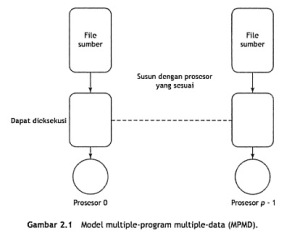 File
sumber
File
sumber
Susun dengan prosesor
yang sesuai
Dapat dieksekusi
Prosesor 0
Prosesor p - 1
Gambar 2.1 Model multiple-program multiple-data (MPMD).